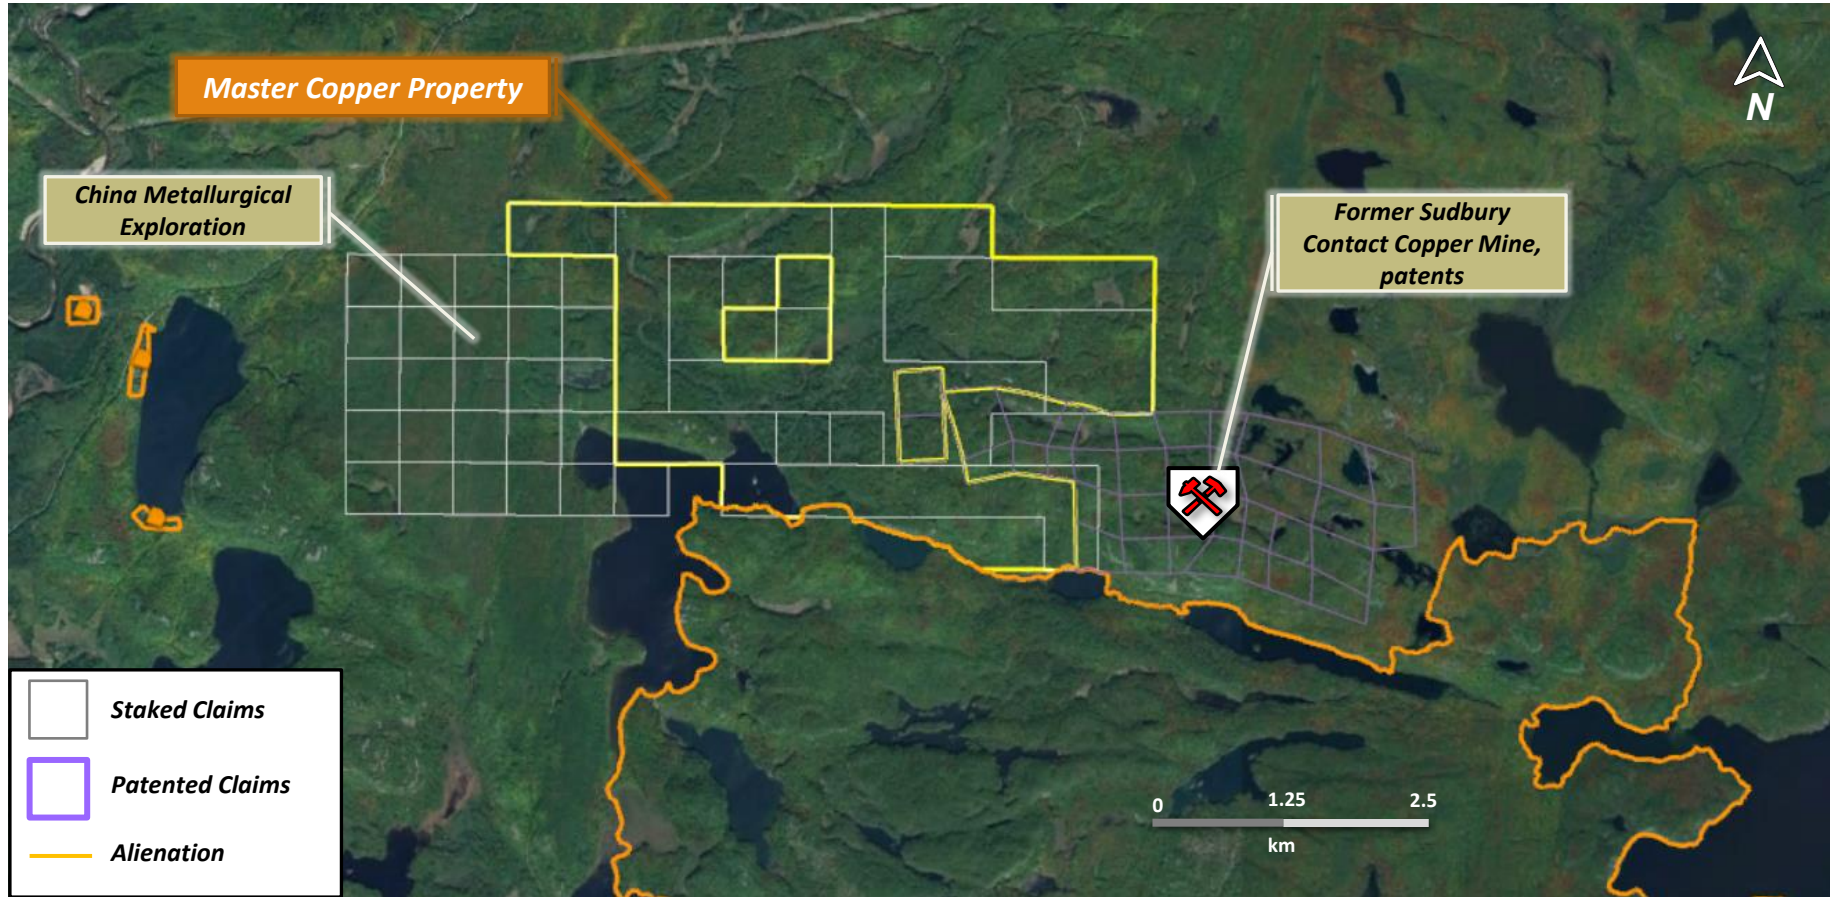 Master Copper Property
N
China Metallurgical
Exploration
Former Sudbury
Contact Copper Mine,
patents
Staked Claims
Patented Claims
Alienation
0 1.25 2.5
km